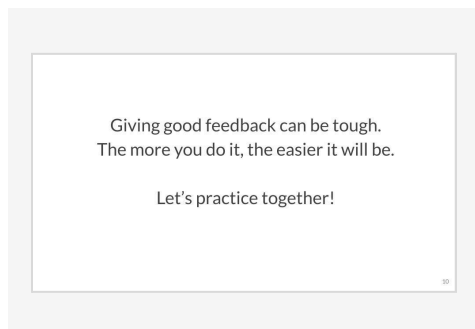 Giving good feedback can be tough.
The more you do it, the easier it will be.
Let’s practice together!
10